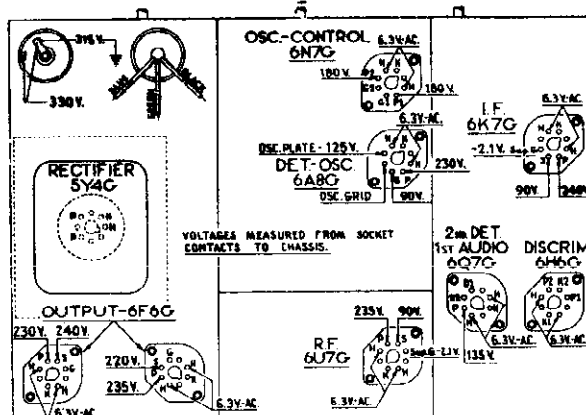 315V.
330V.
BLACK
RECTIFIER
5Y4G
OSC.-CONTROL
6N7G
6.3V.-AC.
180V.
180V.
6.3V.-AC.
OSC. PLATE - 125V.
DET.-OSC.
6A8G
230V.
OSC. GRID
90V.
I.F.
6K7G
6.3V.-AC.
-2.1V.
90V.
240V.
VOLTAGES MEASURED FROM SOCKET
CONTACTS TO CHASSIS.
2ND. DET.
1ST AUDIO
6Q7G
DISCRIM
6H6G
135V.
6.3V.-AC.
6.3V.-AC.
OUTPUT-6F6G
230V.
240V.
220V.
235V.
6.3V.-AC.
6.3V.-AC.
R.F.
6U7G
235V.
90V.
6.3V.-AC.